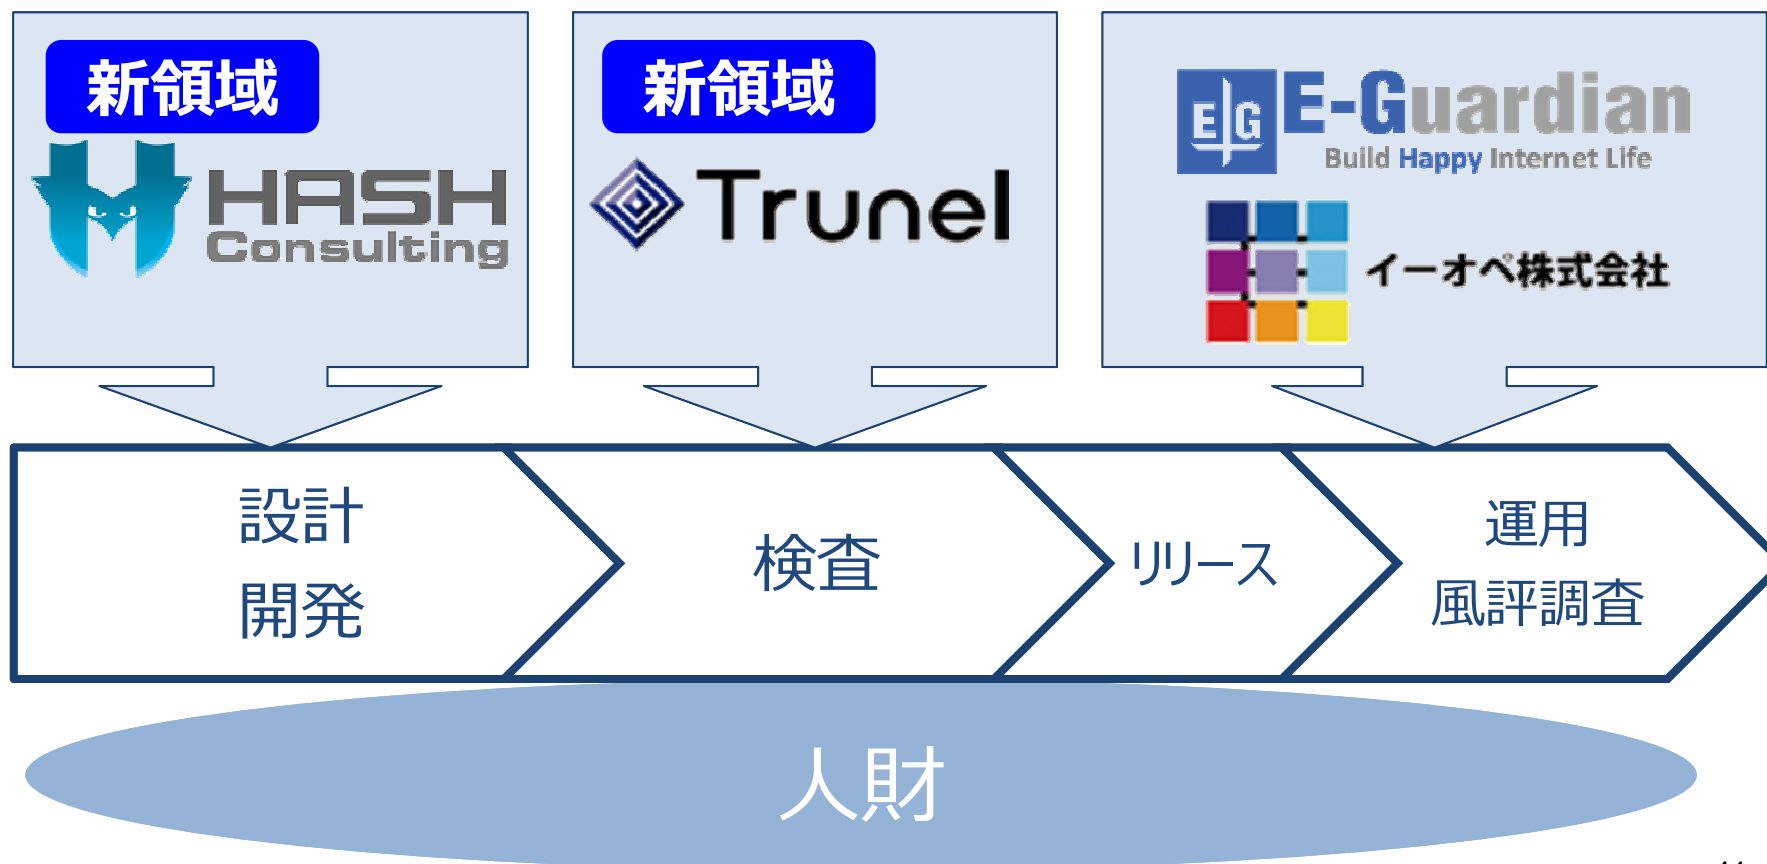 新領域
HASH
Consulting
新領域
Trunel
EG E-Guardian
Build Happy Internet Life
イーオペ株式会社
設計
開発
検査
リリース
運用
風評調査
人財